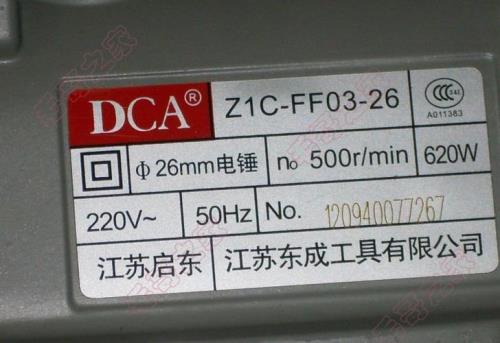 DCA® Z1C-FF03-26
A011383
φ26mm电锤 n₀ 500r/min 620W
220V~ 50Hz No. 120940077267
江苏启东 江苏东成工具有限公司